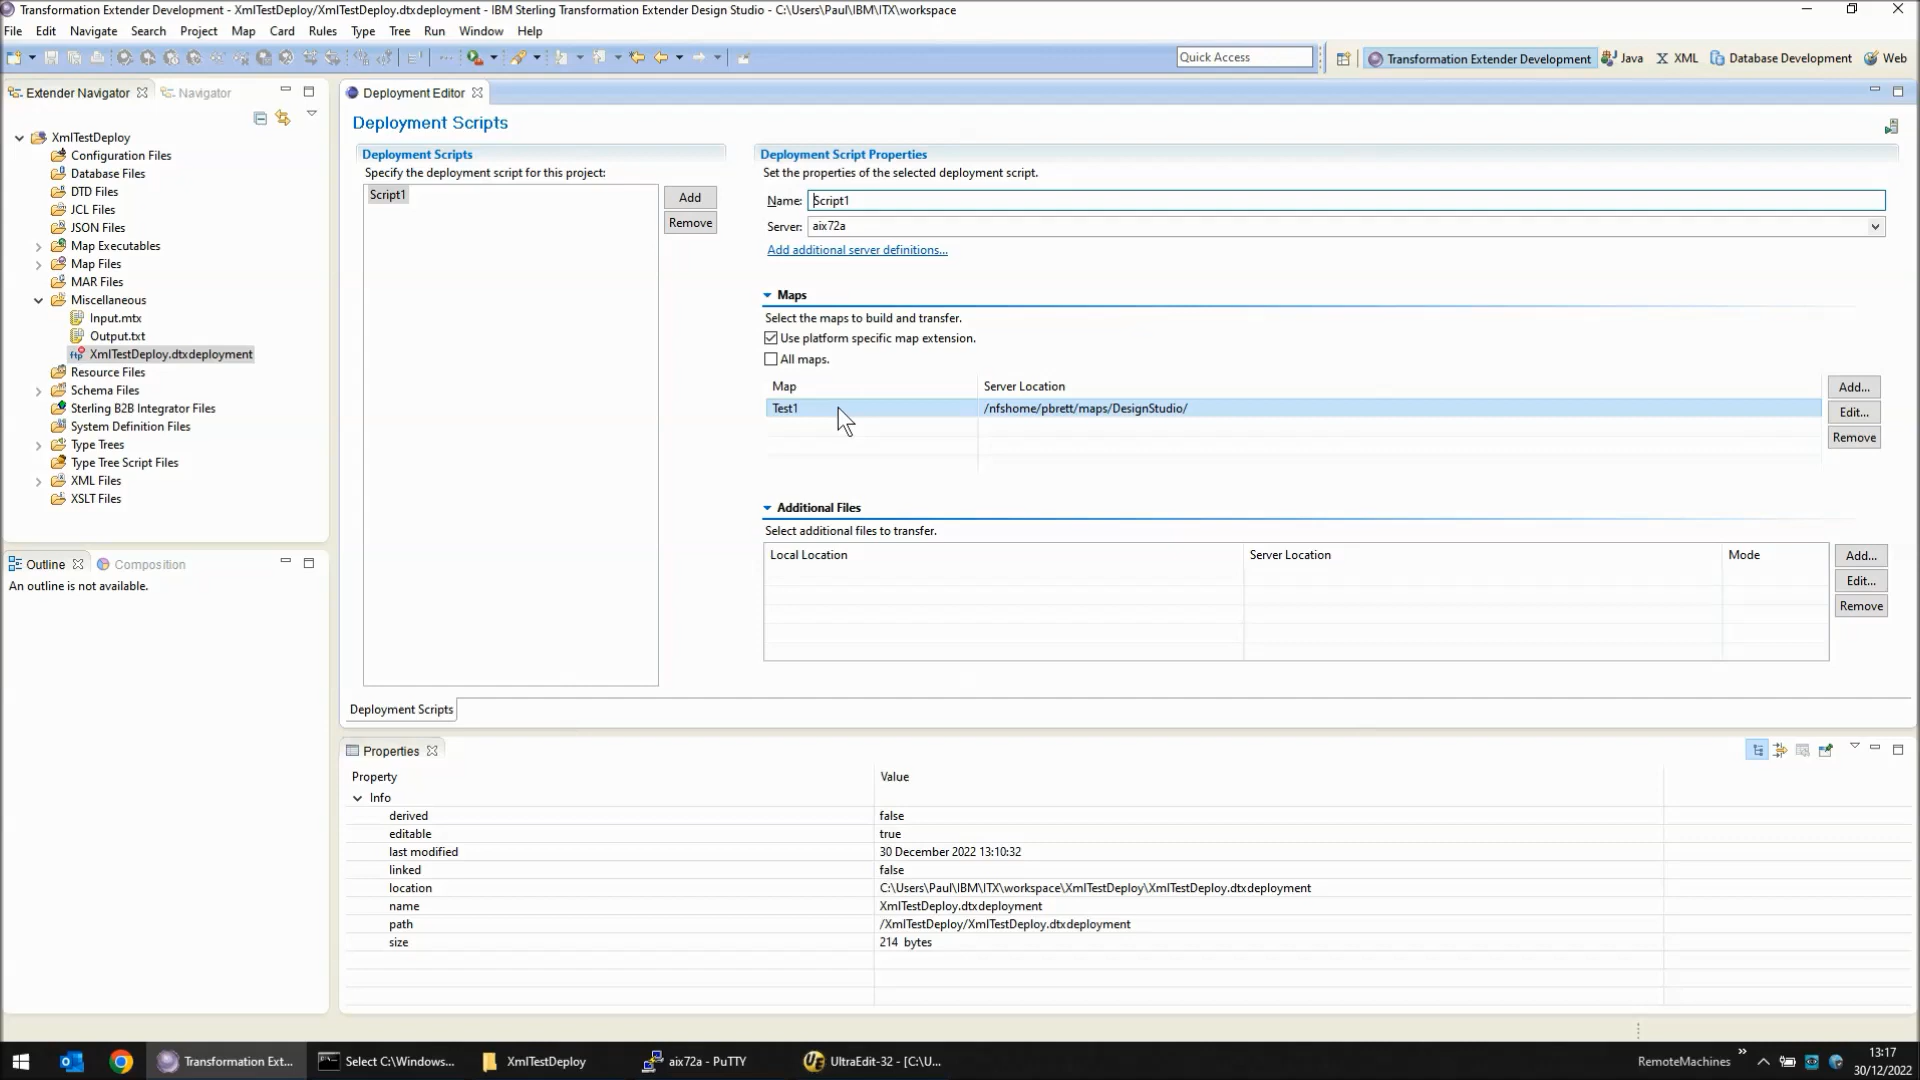 Transformation Extender Development - XmlTestDeploy/XmlTestDeploy.dtxdeployment - IBM Sterling Transformation Extender Design Studio - C:\Users\Paul\IBM\ITX\workspace
File Edit Navigate Search Project Map Card Rules Type Tree Run Window Help
Quick Access
Transformation Extender Development
Java
XML
Database Development
Web
Extender Navigator
Navigator
XmlTestDeploy
Configuration Files
Database Files
DTD Files
JCL Files
JSON Files
Map Executables
Map Files
MAR Files
Miscellaneous
Input.mtx
Output.txt
XmlTestDeploy.dtxdeployment
Resource Files
Schema Files
Sterling B2B Integrator Files
System Definition Files
Type Trees
Type Tree Script Files
XML Files
XSLT Files
Outline
Composition
An outline is not available.
Deployment Editor
Deployment Scripts
Deployment Scripts
Specify the deployment script for this project:
Script1
Add
Remove
Deployment Script Properties
Set the properties of the selected deployment script.
Name: Script1
Server: aix72a
Add additional server definitions...
Maps
Select the maps to build and transfer.
Use platform specific map extension.
All maps.
Map Server Location
Test1 /nfshome/pbrett/maps/DesignStudio/
Add...
Edit...
Remove
Additional Files
Select additional files to transfer.
Local Location Server Location Mode
Add...
Edit...
Remove
Deployment Scripts
Properties
Property Value
Info
derived false
editable true
last modified 30 December 2022 13:10:32
linked false
location C:\Users\Paul\IBM\ITX\workspace\XmlTestDeploy\XmlTestDeploy.dtxdeployment
name XmlTestDeploy.dtxdeployment
path /XmlTestDeploy/XmlTestDeploy.dtxdeployment
size 214 bytes
Transformation Ext...
Select C:\Windows...
XmlTestDeploy
aix72a - PuTTY
UltraEdit-32 - [C:\U...
RemoteMachines
13:17
30/12/2022